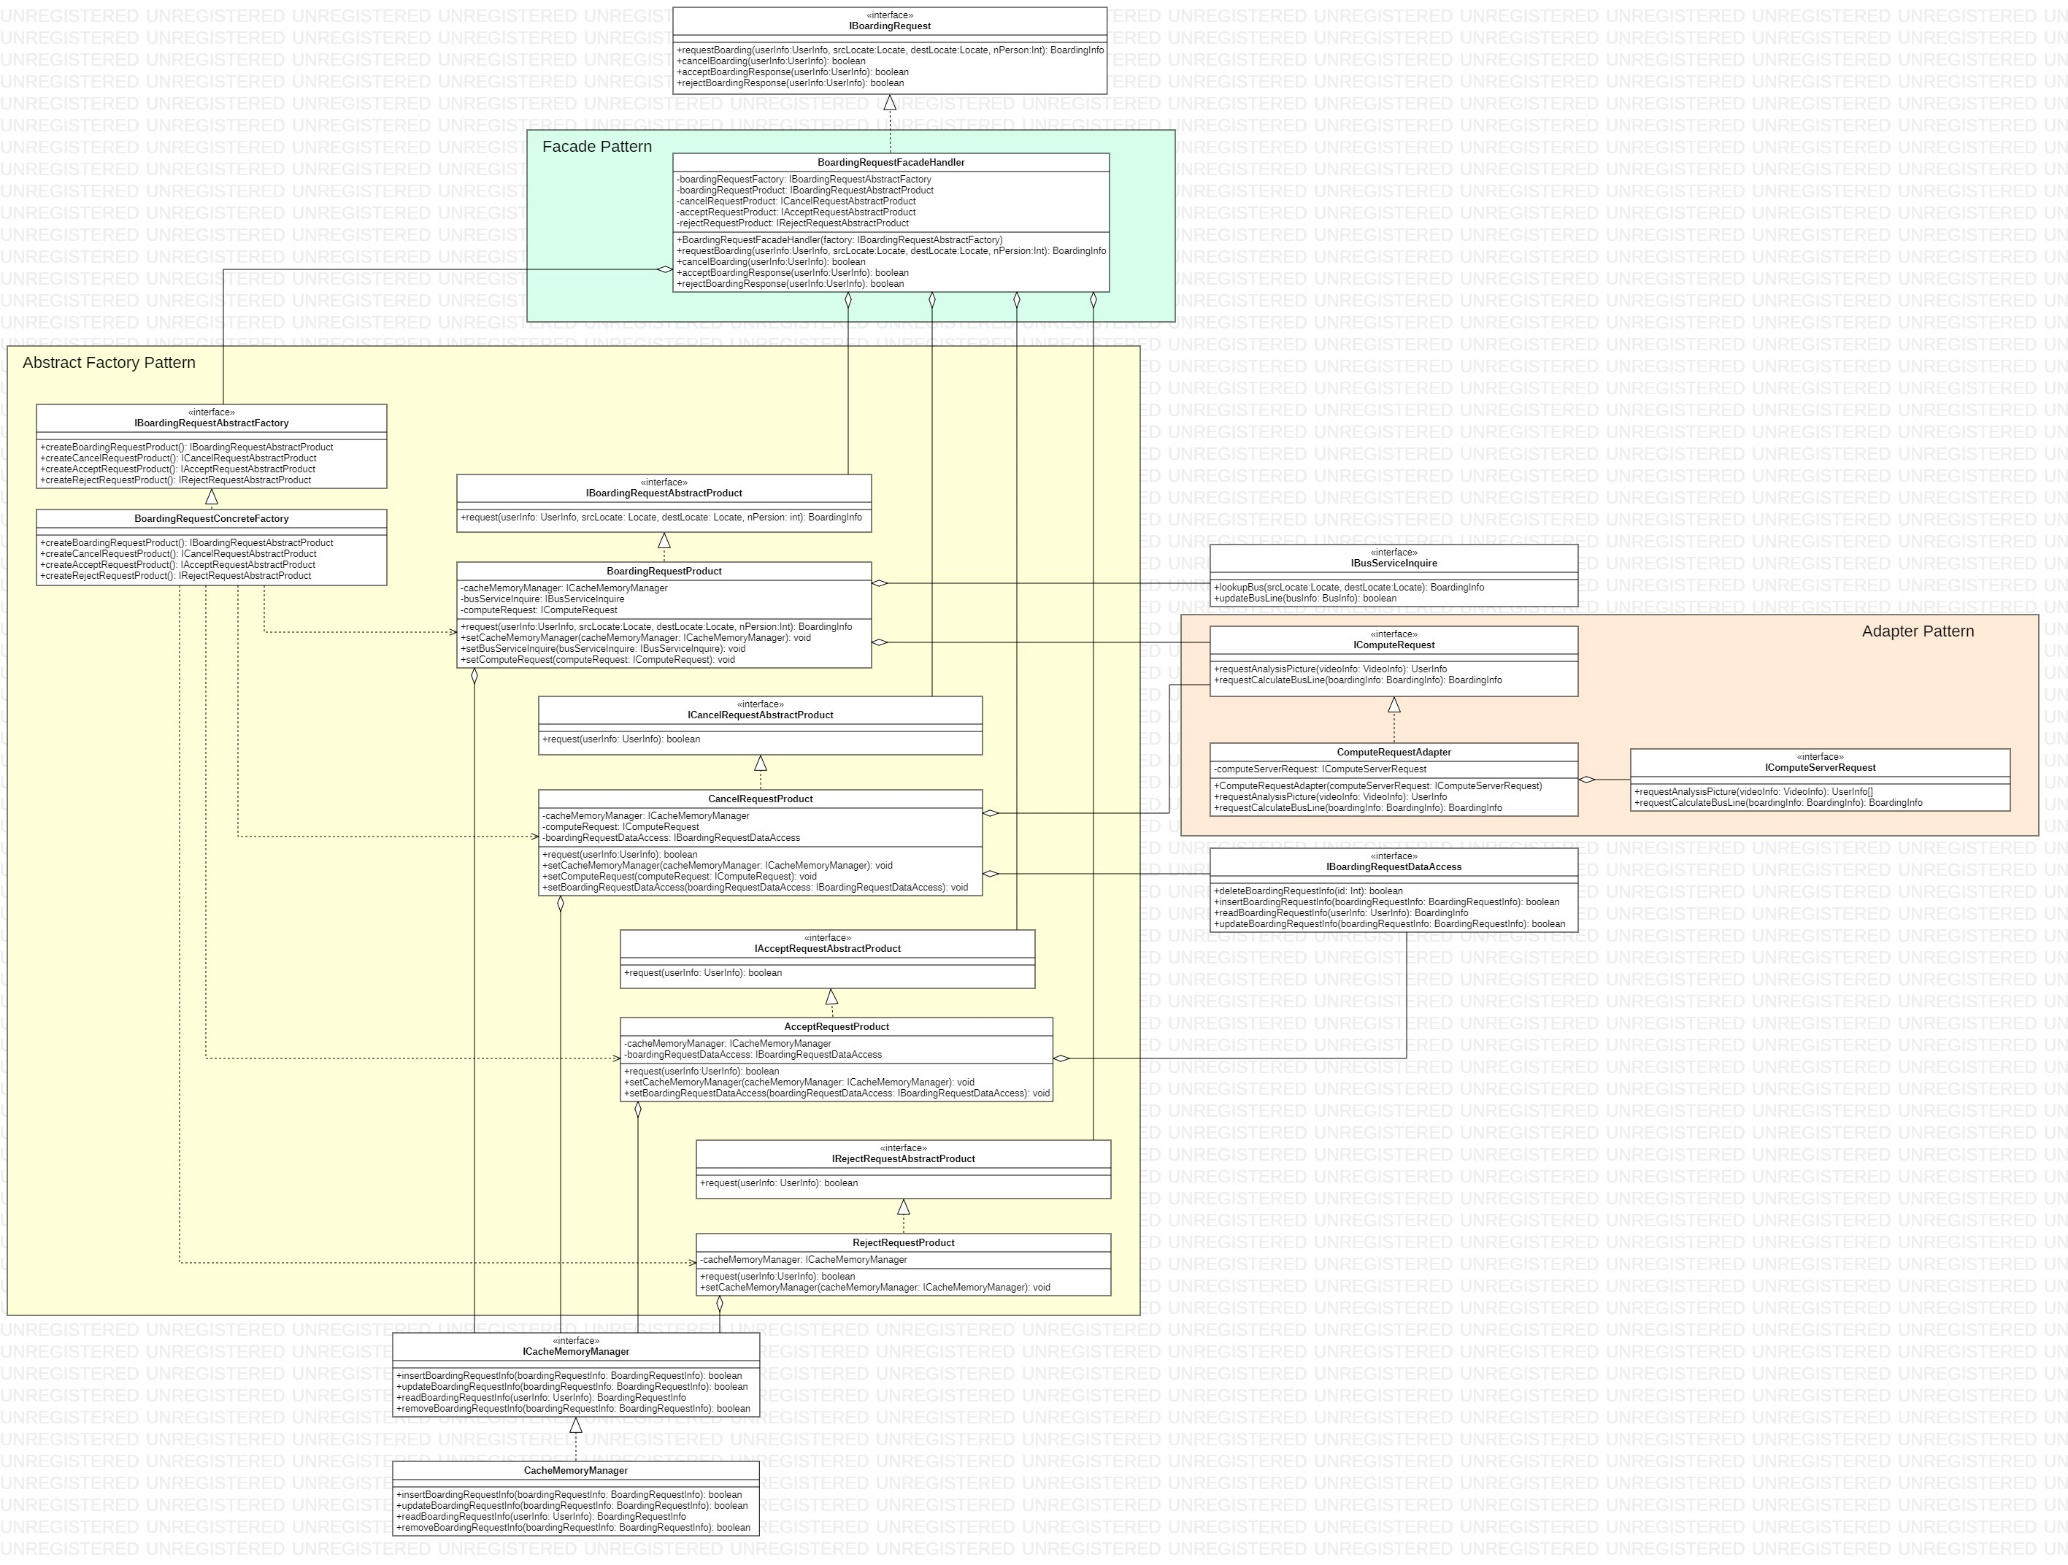 «interface»
IBoardingRequest
+requestBoarding(userInfo:UserInfo, srcLocate:Locate, destLocate:Locate, nPerson:Int): BoardingInfo
+cancelBoarding(userInfo:UserInfo): boolean
+acceptBoardingResponse(userInfo:UserInfo): boolean
+rejectBoardingResponse(userInfo:UserInfo): boolean
Facade Pattern
BoardingRequestFacadeHandler
-boardingRequestFactory: IBoardingRequestAbstractFactory
-boardingRequestProduct: IBoardingRequestAbstractProduct
-cancelRequestProduct: ICancelRequestAbstractProduct
-acceptRequestProduct: IAcceptRequestAbstractProduct
-rejectRequestProduct: IRejectRequestAbstractProduct
+BoardingRequestFacadeHandler(factory: IBoardingRequestAbstractFactory)
+requestBoarding(userInfo:UserInfo, srcLocate:Locate, destLocate:Locate, nPersion:Int): BoardingInfo
+cancelBoarding(userInfo:UserInfo): boolean
+acceptBoardingResponse(userInfo:UserInfo): boolean
+rejectBoardingResponse(userInfo:UserInfo): boolean
Abstract Factory Pattern
«interface»
IBoardingRequestAbstractFactory
+createBoardingRequestProduct(): IBoardingRequestAbstractProduct
+createCancelRequestProduct(): ICancelRequestAbstractProduct
+createAcceptRequestProduct(): IAcceptRequestAbstractProduct
+createRejectRequestProduct(): IRejectRequestAbstractProduct
BoardingRequestConcreteFactory
+createBoardingRequestProduct(): IBoardingRequestAbstractProduct
+createCancelRequestProduct(): ICancelRequestAbstractProduct
+createAcceptRequestProduct(): IAcceptRequestAbstractProduct
+createRejectRequestProduct(): IRejectRequestAbstractProduct
«interface»
IBoardingRequestAbstractProduct
+request(userInfo: UserInfo, srcLocate: Locate, destLocate: Locate, nPersion: int): BoardingInfo
BoardingRequestProduct
-cacheMemoryManager: ICacheMemoryManager
-busServiceInquire: IBusServiceInquire
-computeRequest: IComputeRequest
+request(userInfo:UserInfo, srcLocate:Locate, destLocate:Locate, nPersion:Int): BoardingInfo
+setCacheMemoryManager(cacheMemoryManager: ICacheMemoryManager): void
+setBusServiceInquire(busServiceInquire: IBusServiceInquire): void
+setComputeRequest(computeRequest: IComputeRequest): void
«interface»
IBusServiceInquire
+lookupBus(srcLocate:Locate, destLocate:Locate): BoardingInfo
+updateBusLine(busInfo: BusInfo): boolean
Adapter Pattern
«interface»
IComputeRequest
+requestAnalysisPicture(videoInfo: VideoInfo): UserInfo
+requestCalculateBusLine(boardingInfo: BoardingInfo): BoardingInfo
ComputeRequestAdapter
-computeServerRequest: IComputeServerRequest
+ComputeRequestAdapter(computeServerRequest: IComputeServerRequest)
+requestAnalysisPicture(videoInfo: VideoInfo): UserInfo
+requestCalculateBusLine(boardingInfo: BoardingInfo): BoardingInfo
«interface»
IComputeServerRequest
+requestAnalysisPicture(videoInfo: VideoInfo): UserInfo[]
+requestCalculateBusLine(boardingInfo: BoardingInfo): BoardingInfo
«interface»
ICancelRequestAbstractProduct
+request(userInfo: UserInfo): boolean
CancelRequestProduct
-cacheMemoryManager: ICacheMemoryManager
-computeRequest: IComputeRequest
-boardingRequestDataAccess: IBoardingRequestDataAccess
+request(userInfo:UserInfo): boolean
+setCacheMemoryManager(cacheMemoryManager: ICacheMemoryManager): void
+setComputeRequest(computeRequest: IComputeRequest): void
+setBoardingRequestDataAccess(boardingRequestDataAccess: IBoardingRequestDataAccess): void
«interface»
IBoardingRequestDataAccess
+deleteBoardingRequestInfo(id: Int): boolean
+insertBoardingRequestInfo(boardingRequestInfo: BoardingRequestInfo): boolean
+readBoardingRequestInfo(userInfo: UserInfo): BoardingInfo
+updateBoardingRequestInfo(boardingRequestInfo: BoardingRequestInfo): boolean
«interface»
IAcceptRequestAbstractProduct
+request(userInfo: UserInfo): boolean
AcceptRequestProduct
-cacheMemoryManager: ICacheMemoryManager
-boardingRequestDataAccess: IBoardingRequestDataAccess
+request(userInfo:UserInfo): boolean
+setCacheMemoryManager(cacheMemoryManager: ICacheMemoryManager): void
+setBoardingRequestDataAccess(boardingRequestDataAccess: IBoardingRequestDataAccess): void
«interface»
IRejectRequestAbstractProduct
+request(userInfo: UserInfo): boolean
RejectRequestProduct
-cacheMemoryManager: ICacheMemoryManager
+request(userInfo:UserInfo): boolean
+setCacheMemoryManager(cacheMemoryManager: ICacheMemoryManager): void
«interface»
ICacheMemoryManager
+insertBoardingRequestInfo(boardingRequestInfo: BoardingRequestInfo): boolean
+updateBoardingRequestInfo(boardingRequestInfo: BoardingRequestInfo): boolean
+readBoardingRequestInfo(userInfo: UserInfo): BoardingRequestInfo
+removeBoardingRequestInfo(boardingRequestInfo: BoardingRequestInfo): boolean
CacheMemoryManager
+insertBoardingRequestInfo(boardingRequestInfo: BoardingRequestInfo): boolean
+updateBoardingRequestInfo(boardingRequestInfo: BoardingRequestInfo): boolean
+readBoardingRequestInfo(userInfo: UserInfo): BoardingRequestInfo
+removeBoardingRequestInfo(boardingRequestInfo: BoardingRequestInfo): boolean
UNREGISTERED